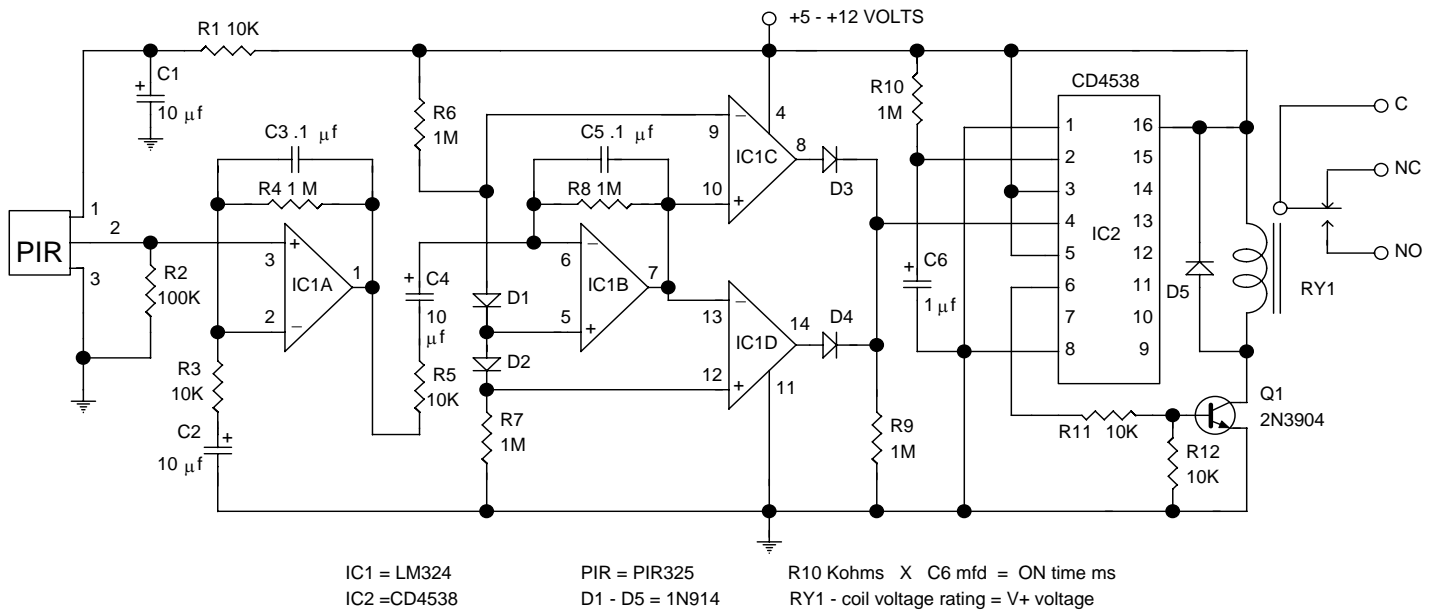 +5 - +12 VOLTS
R1 10K
C1
+
10 µf
R6
1M
R10
1M
CD4538
C3 .1 µf
R4 1 M
C5 .1 µf
R8 1M
9
−
4
IC1C
8
10
+
D3
1
2
3
4
5
6
7
8
16
15
14
13
12
11
10
9
IC2
C
NC
NO
PIR
1
2
3
R2
100K
+
3
IC1A
1
2
−
C4
+
10
µf
D1
−
6
IC1B
7
5
+
D2
−
13
IC1D
14
12
+
11
D4
C6
+
1 µf
D5
RY1
R3
10K
C2
+
10 µf
R5
10K
R7
1M
R9
1M
R11 10K
R12
10K
Q1
2N3904
IC1 = LM324 PIR = PIR325 R10 Kohms X C6 mfd = ON time ms
IC2 =CD4538 D1 - D5 = 1N914 RY1 - coil voltage rating = V+ voltage